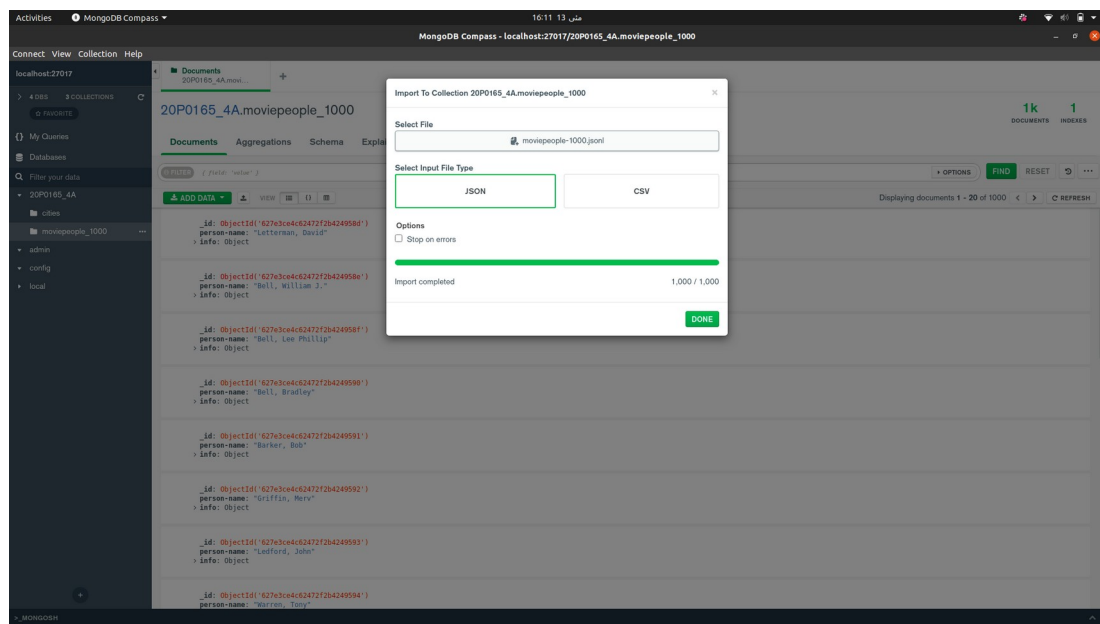 Activities MongoDB Compass 16:11 13 مئی
MongoDB Compass - localhost:27017/20P0165_4A.moviepeople_1000
Connect View Collection Help
localhost:27017
4 DBS 3 COLLECTIONS
FAVORITE
{} My Queries
Databases
Filter your data
20P0165_4A
cities
moviepeople_1000 ...
admin
config
local
Documents
20P0165_4A.movi...
+
20P0165_4A.moviepeople_1000
1k DOCUMENTS
1 INDEXES
Documents Aggregations Schema Explai
FILTER { field: 'value' }
OPTIONS FIND RESET ...
ADD DATA VIEW {}
Displaying documents 1 - 20 of 1000 < > REFRESH
_id: ObjectId('627e3ce4c62472f2b424958d')
person-name: "Letterman, David"
> info: Object
_id: ObjectId('627e3ce4c62472f2b424958e')
person-name: "Bell, William J."
> info: Object
_id: ObjectId('627e3ce4c62472f2b424958f')
person-name: "Bell, Lee Phillip"
> info: Object
_id: ObjectId('627e3ce4c62472f2b4249590')
person-name: "Bell, Bradley"
> info: Object
_id: ObjectId('627e3ce4c62472f2b4249591')
person-name: "Barker, Bob"
> info: Object
_id: ObjectId('627e3ce4c62472f2b4249592')
person-name: "Griffin, Merv"
> info: Object
_id: ObjectId('627e3ce4c62472f2b4249593')
person-name: "Ledford, John"
> info: Object
_id: ObjectId('627e3ce4c62472f2b4249594')
person-name: "Warren, Tony"
Import To Collection 20P0165_4A.moviepeople_1000 ×
Select File
moviepeople-1000.jsonl
Select Input File Type
JSON CSV
Options
Stop on errors
Import completed 1,000 / 1,000
DONE
>_MONGOSH